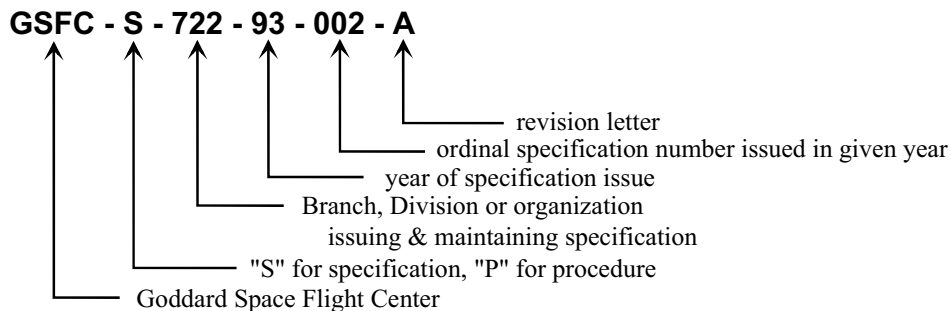 GSFC - S - 722 - 93 - 002 - A
revision letter
ordinal specification number issued in given year
year of specification issue
Branch, Division or organization
issuing & maintaining specification
"S" for specification, "P" for procedure
Goddard Space Flight Center